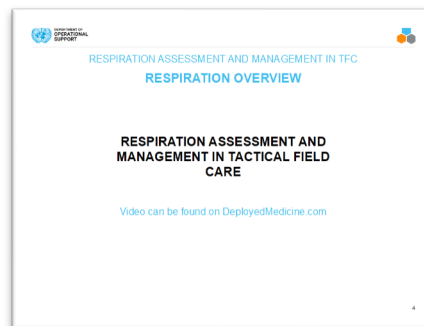 DEPARTMENT OF
OPERATIONAL
SUPPORT
RESPIRATION ASSESSMENT AND MANAGEMENT IN TFC
RESPIRATION OVERVIEW
RESPIRATION ASSESSMENT AND
MANAGEMENT IN TACTICAL FIELD
CARE
Video can be found on DeployedMedicine.com
4